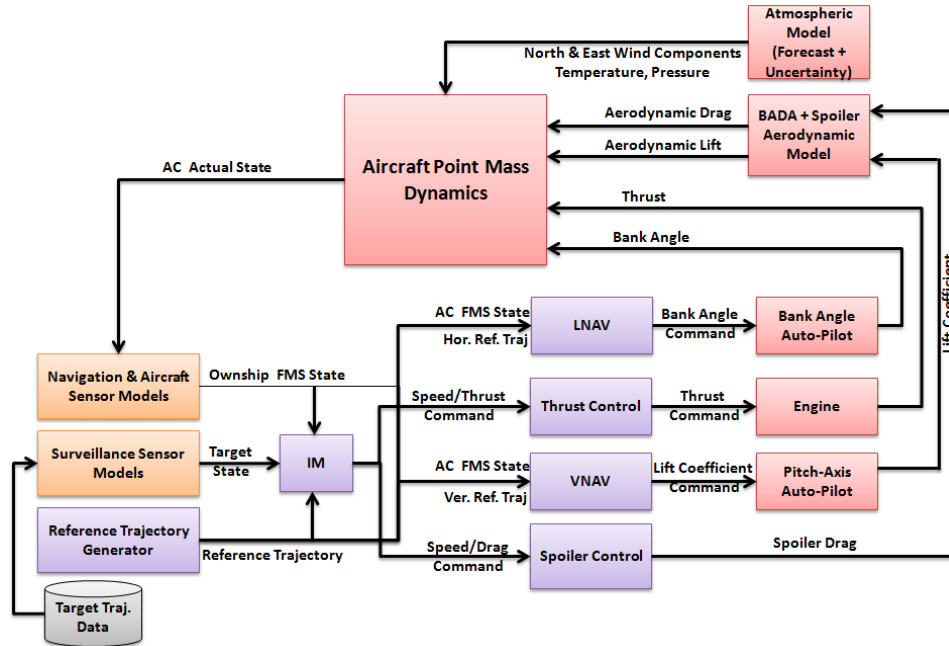 Atmospheric
Model
(Forecast +
Uncertainty)
North & East Wind Components
Temperature, Pressure
Aircraft Point Mass
Dynamics
Aerodynamic Drag
Aerodynamic Lift
BADA + Spoiler
Aerodynamic
Model
AC Actual State
Thrust
Bank Angle
Lift Coefficient
AC FMS State
Hor. Ref. Traj
LNAV
Bank Angle
Command
Bank Angle
Auto-Pilot
Navigation & Aircraft
Sensor Models
Ownship FMS State
Speed/Thrust
Command
Thrust Control
Thrust
Command
Engine
Surveillance Sensor
Models
Target
State
IM
AC FMS State
Ver. Ref. Traj
VNAV
Lift Coefficient
Command
Pitch-Axis
Auto-Pilot
Reference Trajectory
Generator
Reference Trajectory
Speed/Drag
Command
Spoiler Control
Spoiler Drag
Target Traj.
Data